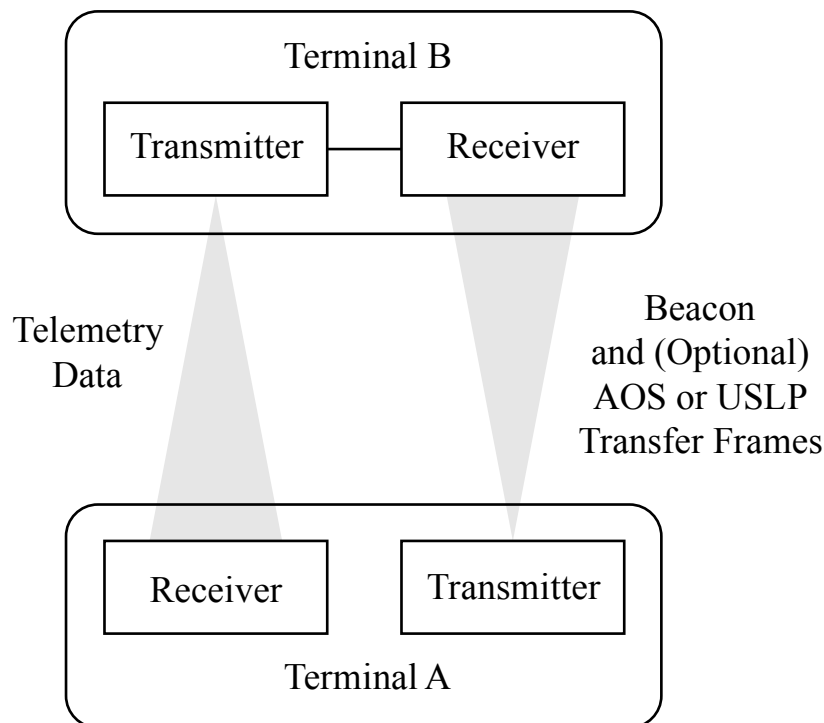 Terminal B
Transmitter
Receiver
Telemetry
Data
Beacon
and (Optional)
AOS or USLP
Transfer Frames
Receiver
Transmitter
Terminal A